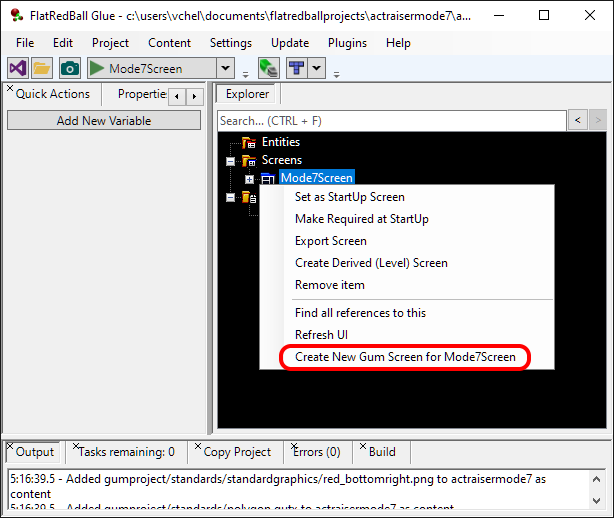 FlatRedBall Glue - c:\users\vchel\documents\flatredballprojects\actraisermode7\a...
File Project Content Settings Update Plugins Help
Mode7Screen
Quick Actions Properties Explorer
Add New Variable
Search... (CTRL + F)
Entities
Screens
Mode7Screen
Set as StartUp Screen
Make Required at StartUp
Export Screen
Create Derived (Level) Screen
Remove item
Find all references to this
Refresh UI
Create New Gum Screen for Mode7Screen
Output Tasks remaining: 0 Copy Project Errors (0) Build
5:16:39.5 - Added gumproject/standards/standardgraphics/red_bottomright.png to actraisermode7 as
content
5:16:39.5 - Added gumproject/standards/polygon.gutx to actraisermode7 as content